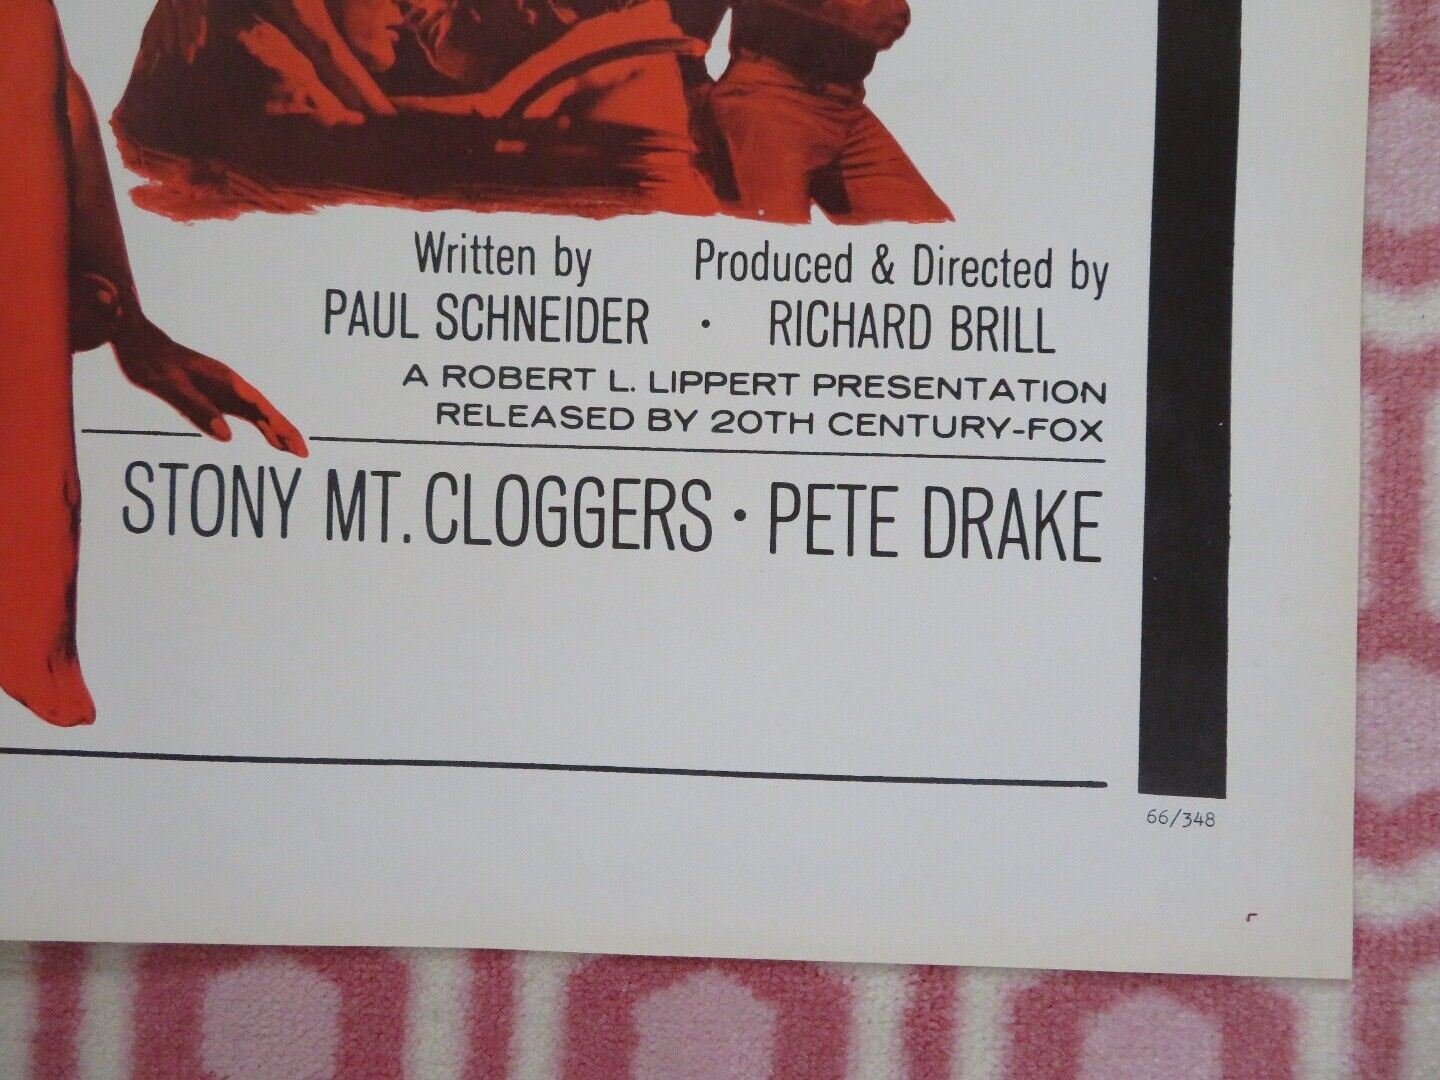 Written by
PAUL SCHNEIDER
·
Produced & Directed by
RICHARD BRILL
A ROBERT L. LIPPERT PRESENTATION
RELEASED BY 20TH CENTURY-FOX
STONY MT. CLOGGERS · PETE DRAKE
66/348